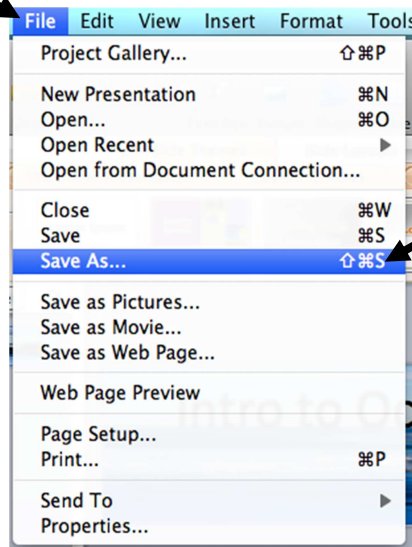 File Edit View Insert Format Tools
Project Gallery... ⇧⌘P
New Presentation ⌘N
Open... ⌘O
Open Recent ▶
Open from Document Connection...
Close ⌘W
Save ⌘S
Save As... ⇧⌘S
Save as Pictures...
Save as Movie...
Save as Web Page...
Web Page Preview
intro to
Page Setup...
Print... ⌘P
Send To ▶
Properties...